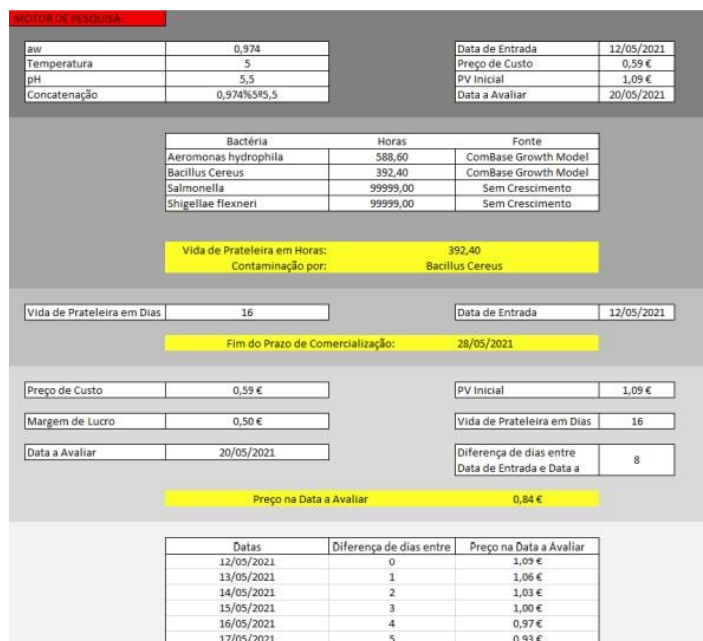 MOTOR DE PESQUISA:
aw 0,974 Data de Entrada 12/05/2021
Temperatura 5 Preço de Custo 0,59 €
pH 5,5 PV Inicial 1,09 €
Concatenação 0,974%5º5,5 Data a Avaliar 20/05/2021
Bactéria Horas Fonte
Aeromonas hydrophila 588,60 ComBase Growth Model
Bacillus Cereus 392,40 ComBase Growth Model
Salmonella 99999,00 Sem Crescimento
Shigellae flexneri 99999,00 Sem Crescimento
Vida de Prateleira em Horas: 392,40
Contaminação por: Bacillus Cereus
Vida de Prateleira em Dias 16 Data de Entrada 12/05/2021
Fim do Prazo de Comercialização: 28/05/2021
Preço de Custo 0,59 € PV Inicial 1,09 €
Margem de Lucro 0,50 € Vida de Prateleira em Dias 16
Data a Avaliar 20/05/2021 Diferença de dias entre
Data de Entrada e Data a 8
Preço na Data a Avaliar 0,84 €
Datas Diferença de dias entre Preço na Data a Avaliar
12/05/2021 0 1,09 €
13/05/2021 1 1,06 €
14/05/2021 2 1,03 €
15/05/2021 3 1,00 €
16/05/2021 4 0,97 €
17/05/2021 5 0,93 €